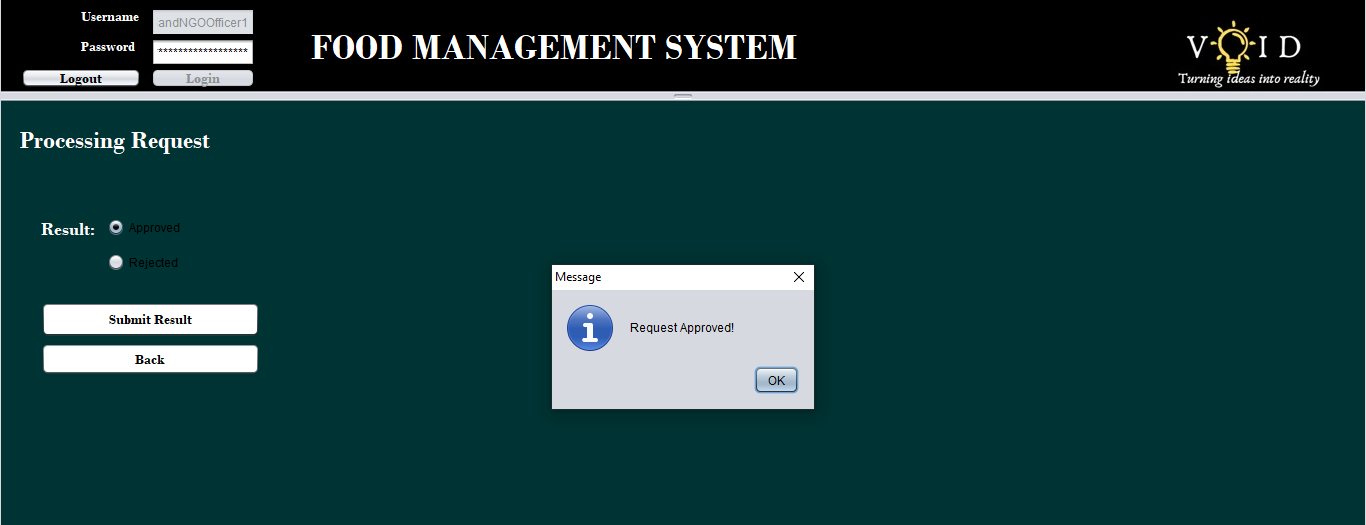 Username
andNGOOfficer1
Password
******************
Logout
Login
FOOD MANAGEMENT SYSTEM
VOID
Turning ideas into reality
Processing Request
Result:
Approved
Rejected
Submit Result
Back
Message
Request Approved!
OK